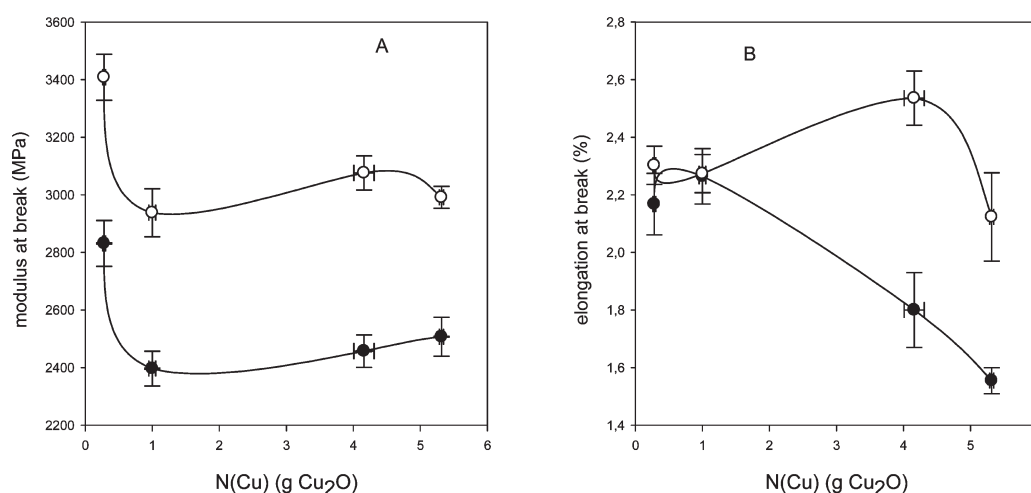 A
modulus at break (MPa)
3600
3400
3200
3000
2800
2600
2400
2200
0 1 2 3 4 5 6
N(Cu) (g Cu2O)
B
elongation at break (%)
2,8
2,6
2,4
2,2
2,0
1,8
1,6
1,4
0 1 2 3 4 5
N(Cu) (g Cu2O)